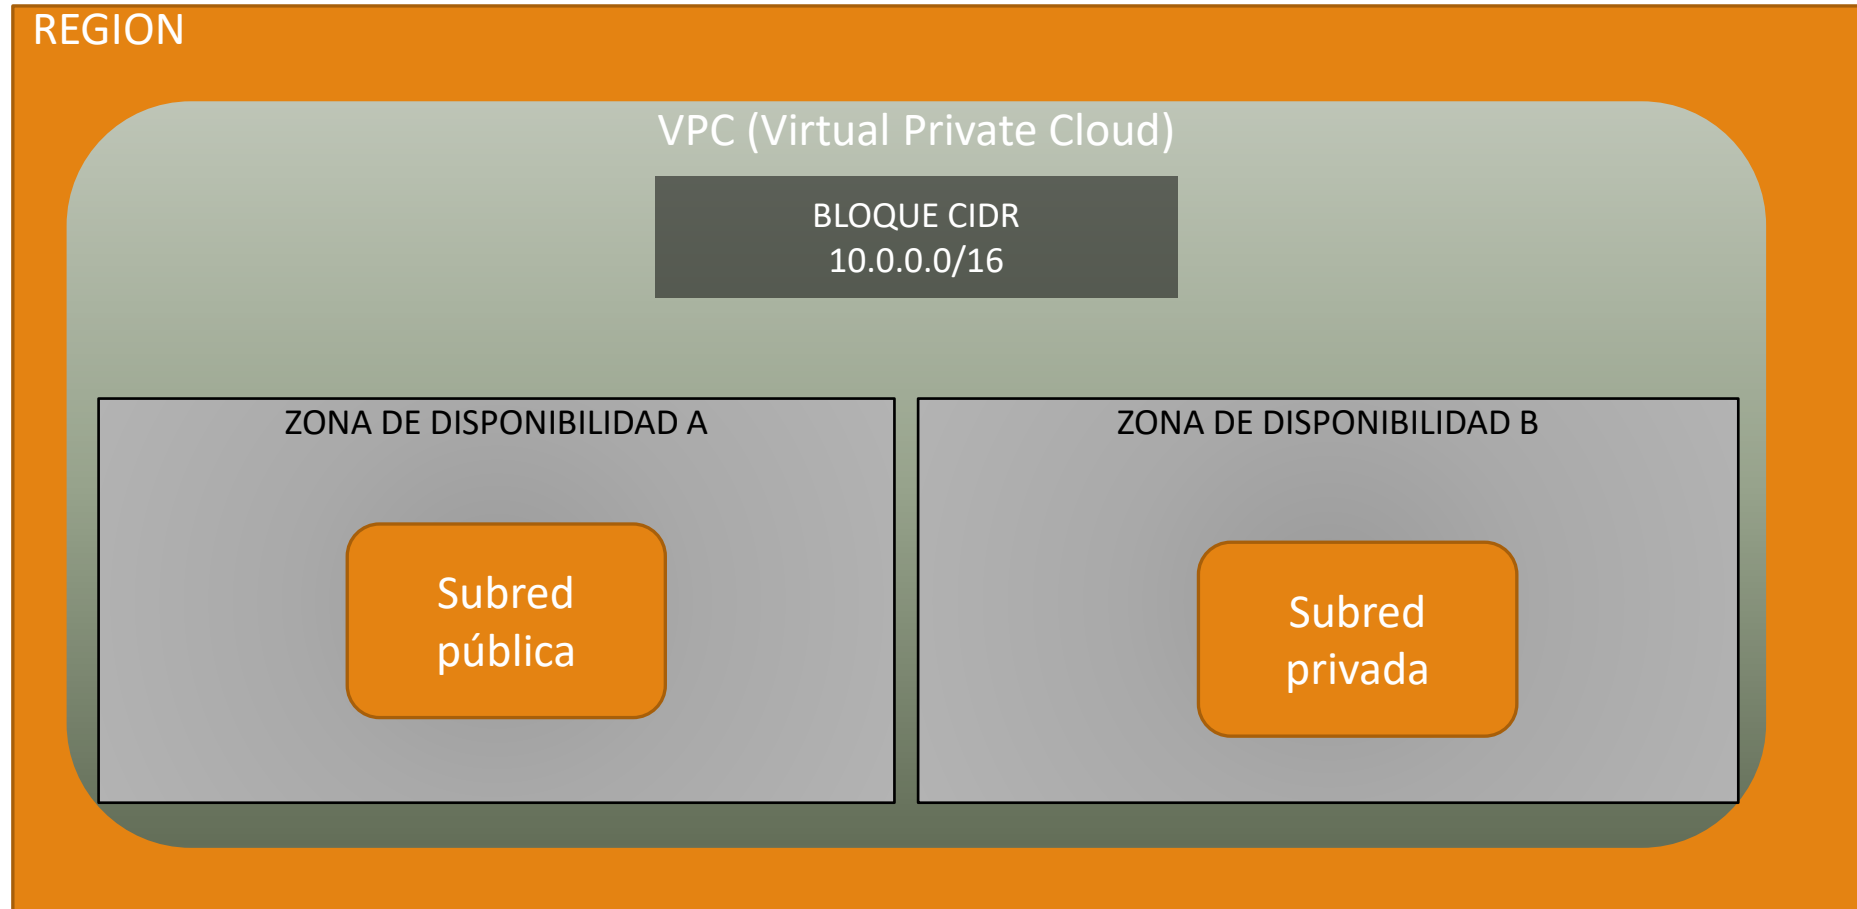 REGION
VPC (Virtual Private Cloud)
BLOQUE CIDR
10.0.0.0/16
ZONA DE DISPONIBILIDAD A
Subred
pública
ZONA DE DISPONIBILIDAD B
Subred
privada